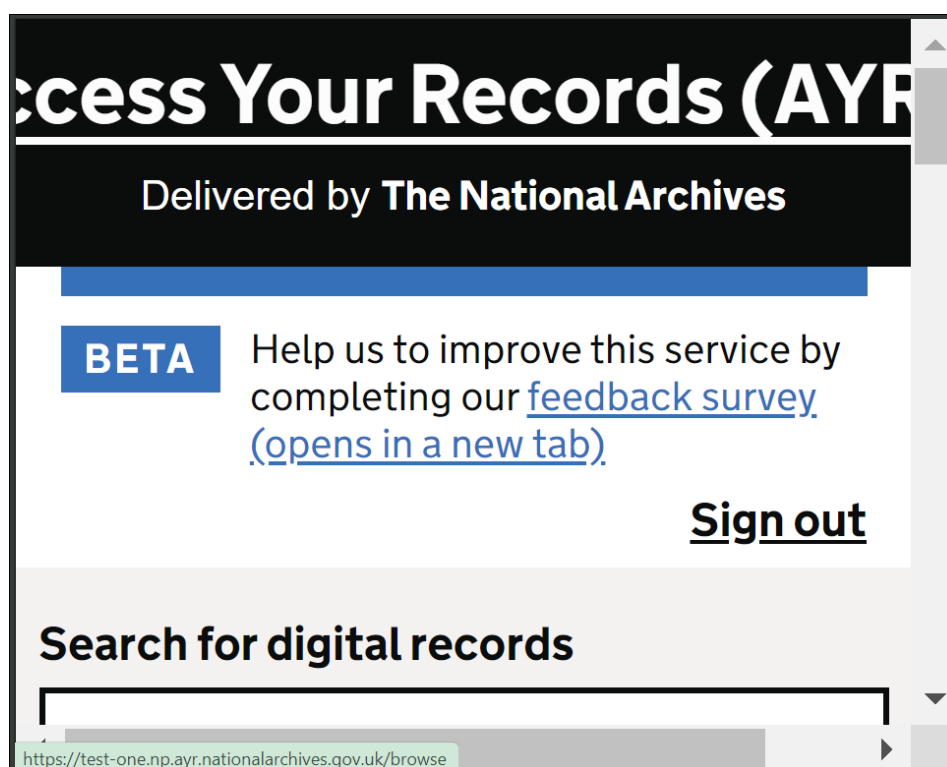 ccess Your Records (AYR
Delivered by The National Archives
BETA
Help us to improve this service by
completing our feedback survey
(opens in a new tab)
Sign out
Search for digital records
https://test-one.np.ayr.nationalarchives.gov.uk/browse